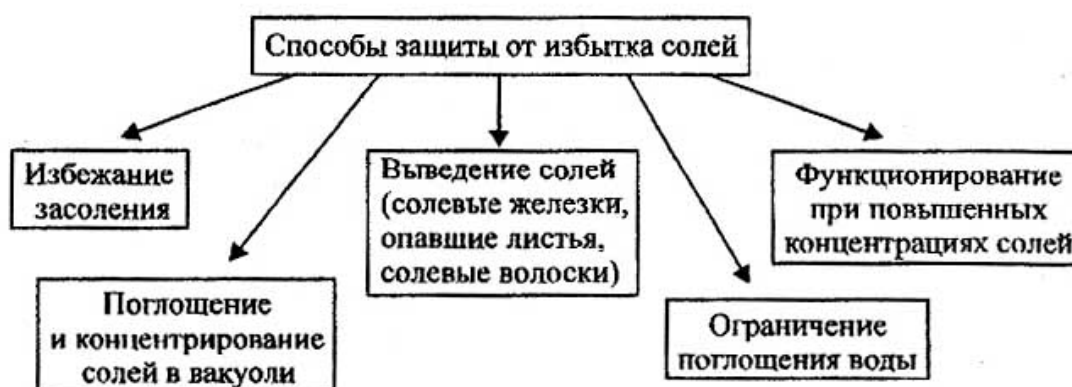 Способы защиты от избытка солей
Избежание
засоления
Выведение солей
(солевые железки,
опавшие листья,
солевые волоски)
Функционирование
при повышенных
концентрациях солей
Поглощение
и концентрирование
солей в вакуоли
Ограничение
поглощения воды